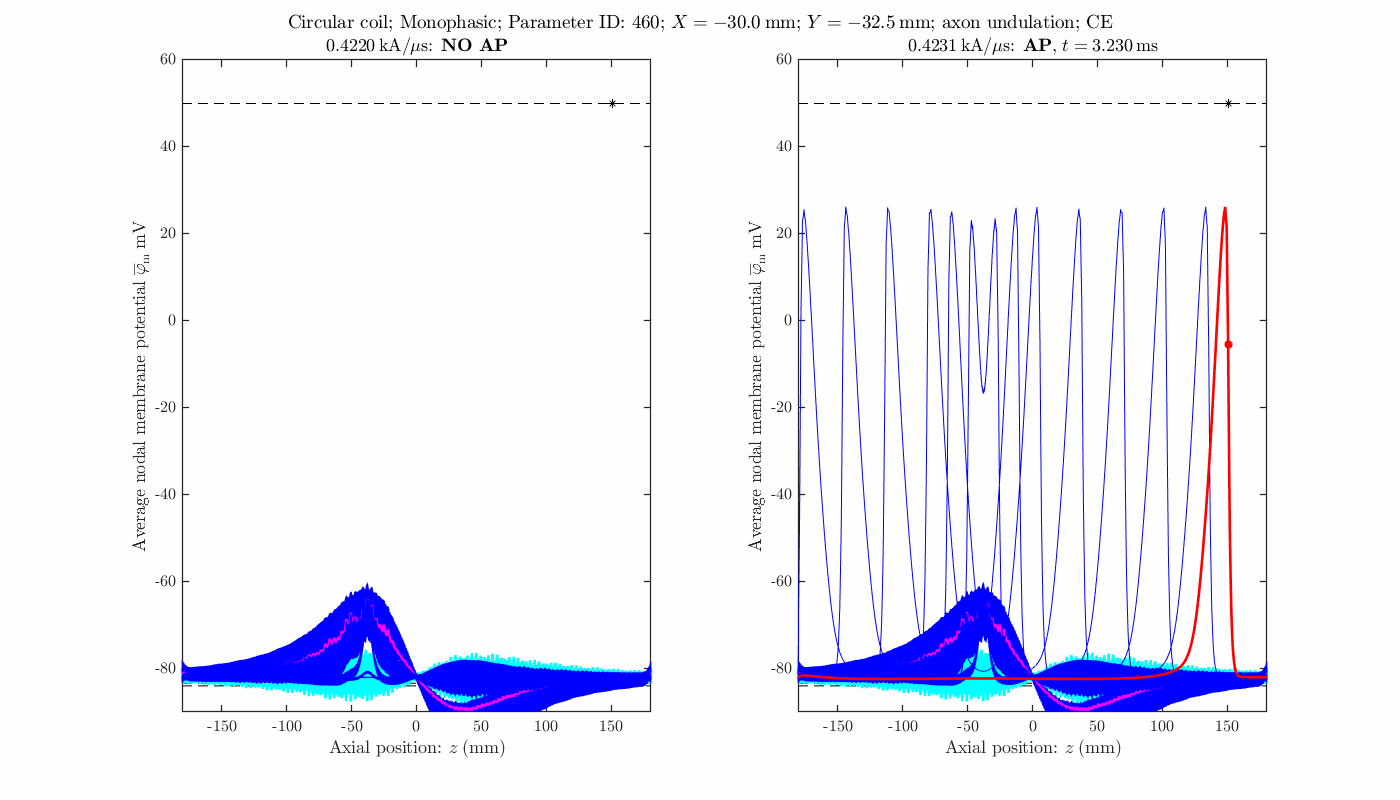 Circular coil; Monophasic; Parameter ID: 460; X = −30.0 mm; Y = −32.5 mm; axon undulation; CE
0.4220 kA/μs: NO AP
60
40
20
0
-20
-40
-60
-80
Average nodal membrane potential φ̅m mV
-150 -100 -50 0 50 100 150
Axial position: z (mm)
0.4231 kA/μs: AP, t = 3.230 ms
60
40
20
0
-20
-40
-60
-80
Average nodal membrane potential φ̅m mV
-150 -100 -50 0 50 100 150
Axial position: z (mm)